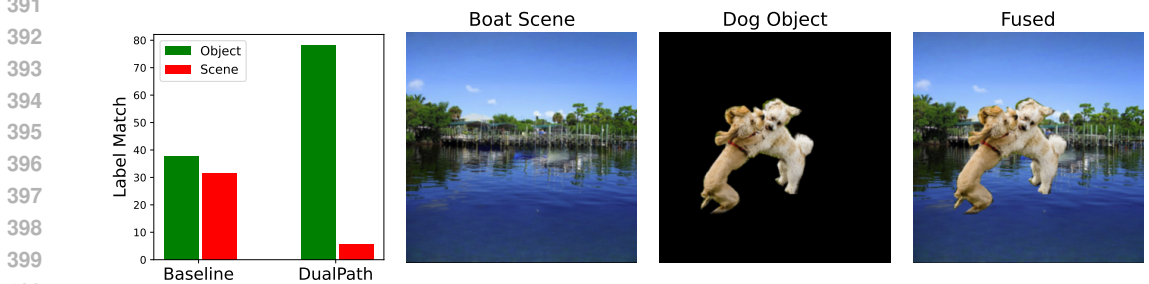 391
392
393
394
395
396
397
398
399
Label Match
80
70
60
50
40
30
20
10
0
Object
Scene
Baseline
DualPath
Boat Scene
Dog Object
Fused